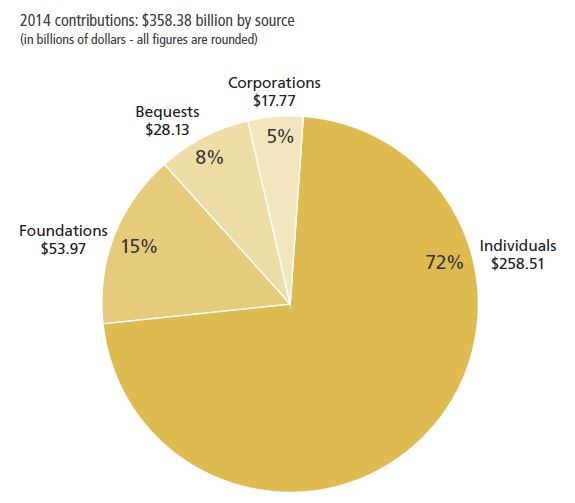 2014 contributions: $358.38 billion by source
(in billions of dollars - all figures are rounded)
Corporations
$17.77
Bequests
$28.13
5%
8%
Foundations
$53.97
15%
Individuals
$258.51
72%